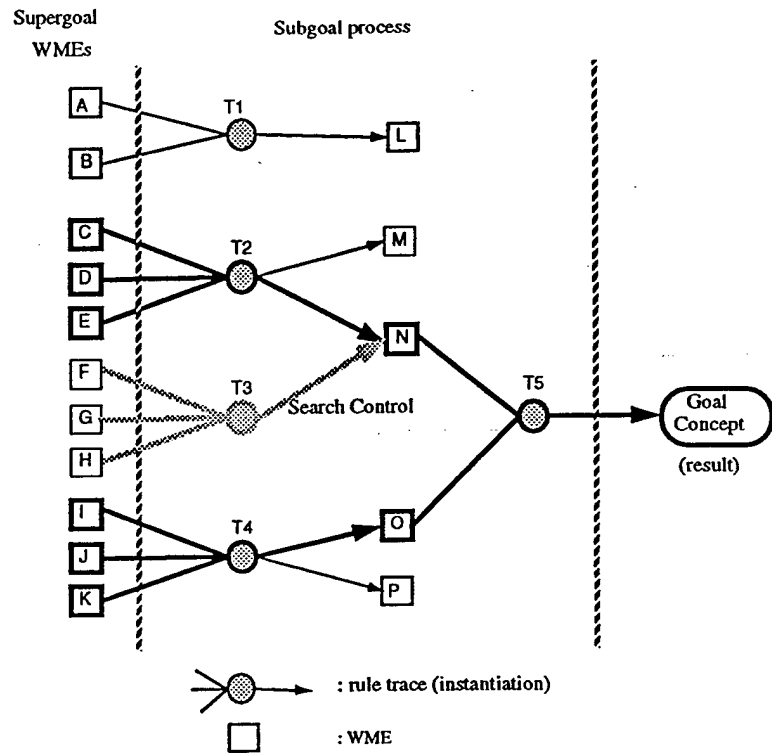 Supergoal
WMEs
Subgoal process
A
T1
B
L
C
T2
M
D
E
N
F
T3
T5
G
Search Control
Goal
Concept
H
(result)
I
T4
O
J
K
P
: rule trace (instantiation)
: WME